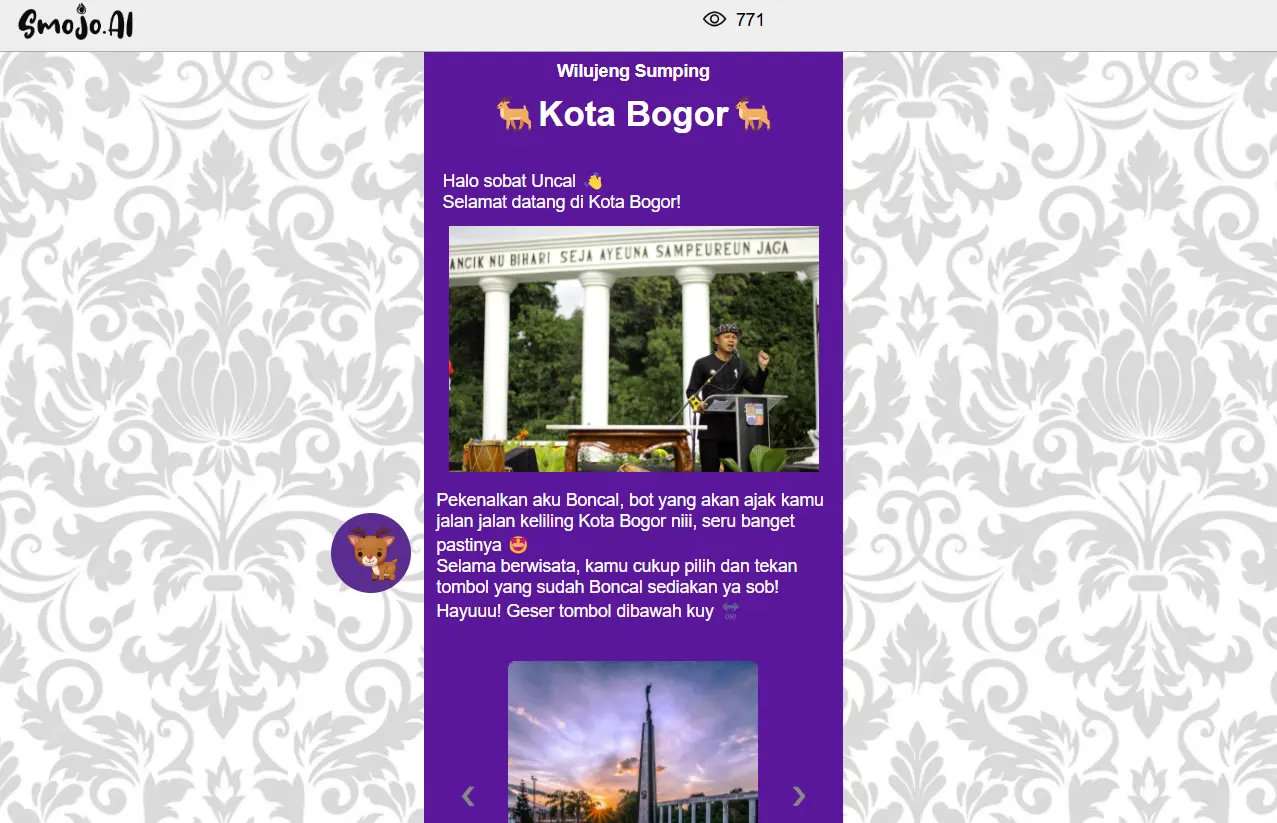 Smojo.AI
771
Wilujeng Sumping
Kota Bogor
Halo sobat Uncal 👋
Selamat datang di Kota Bogor!
ANCIK NU BIHARI SEJA AYEUNA SAMPEUREUN JAGA
Pekenalkan aku Boncal, bot yang akan ajak kamu
jalan jalan keliling Kota Bogor niii, seru banget
pastinya 🤩
Selama berwisata, kamu cukup pilih dan tekan
tombol yang sudah Boncal sediakan ya sob!
Hayuuu! Geser tombol dibawah kuy 🔛